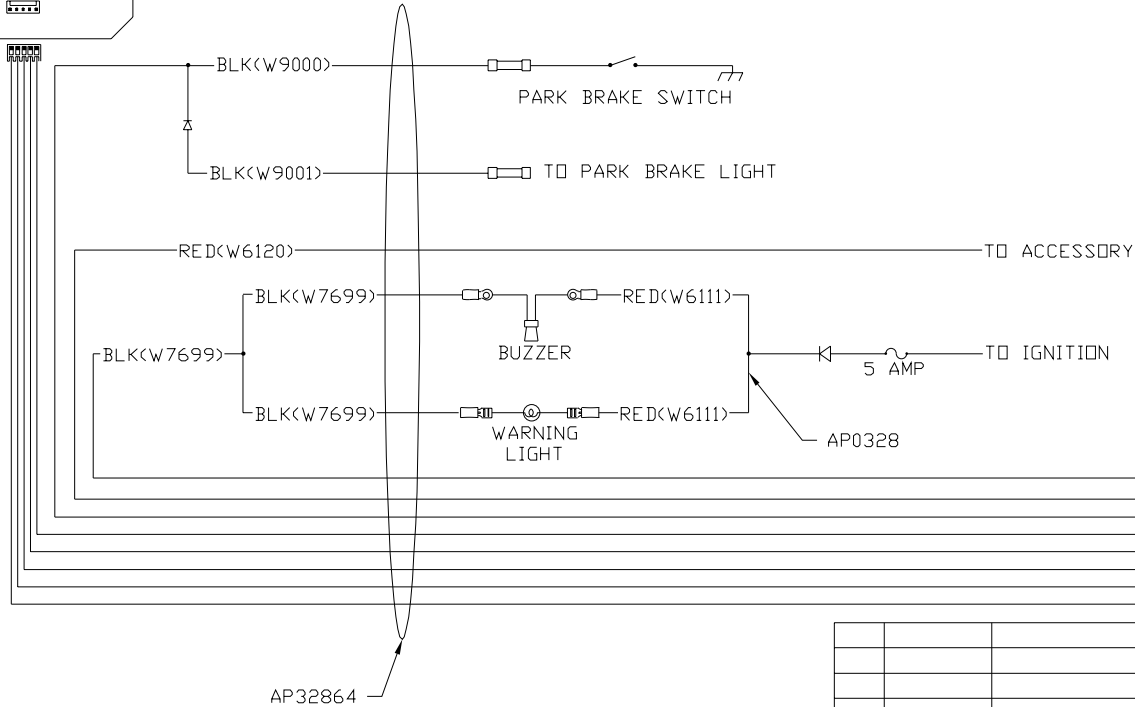 BLK(W9000)
PARK BRAKE SWITCH
BLK(W9001)
TO PARK BRAKE LIGHT
RED(W6120)
TO ACCESSORY
BLK(W7699)
RED(W6111)
BUZZER
BLK(W7699)
TO IGNITION
5 AMP
BLK(W7699)
RED(W6111)
WARNING
LIGHT
AP0328
AP32864